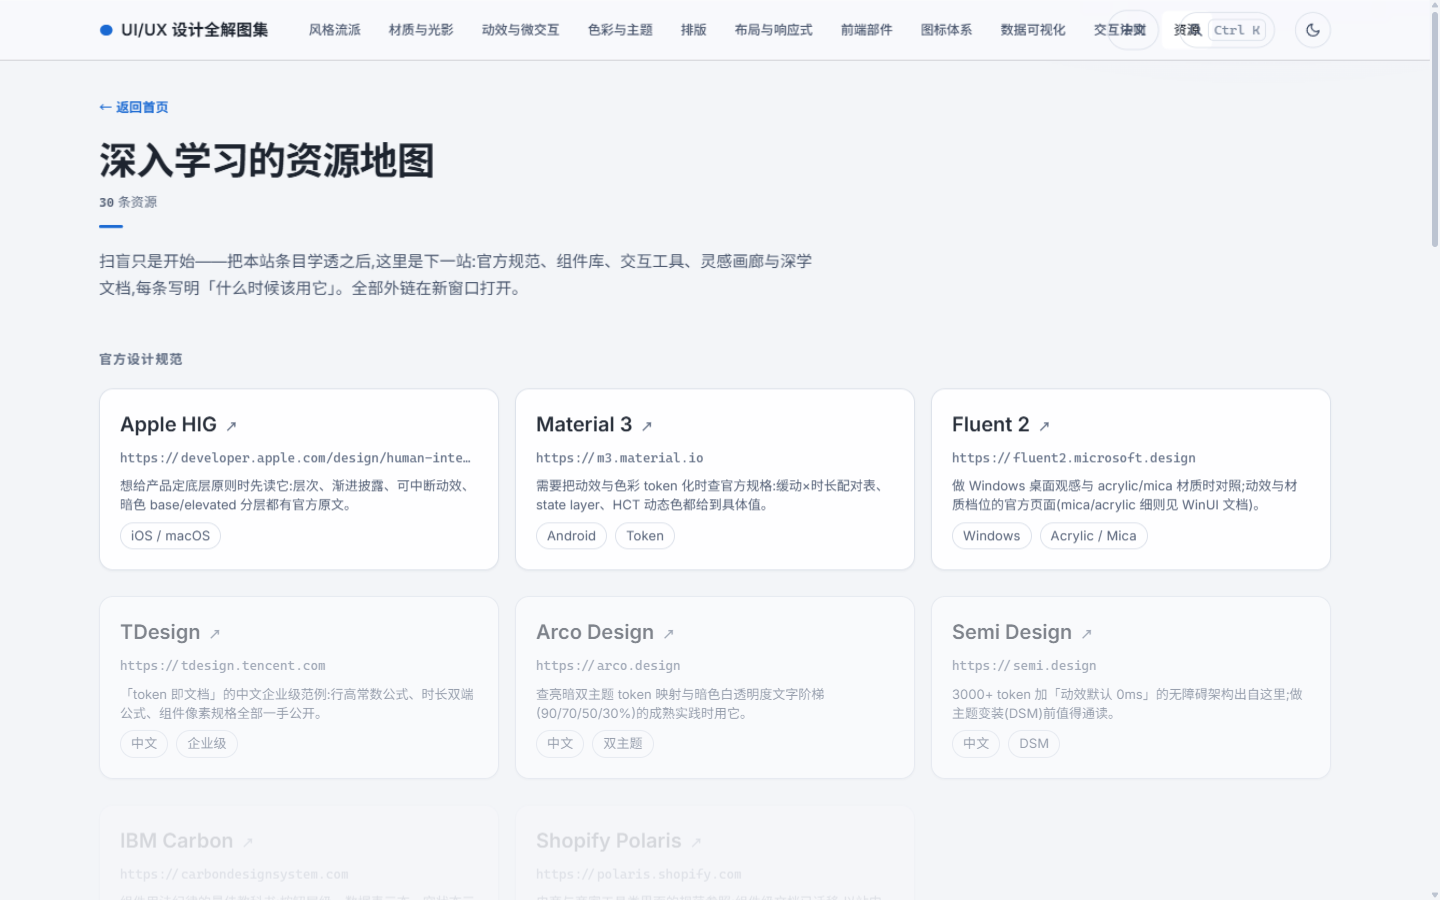 UI/UX 设计全解图集
风格流派
材质与光影
动效与微交互
色彩与主题
排版
布局与响应式
前端部件
图标体系
数据可视化
资源
Ctrl K
← 返回首页
深入学习的资源地图
30 条资源
扫盲只是开始——把本站条目学透之后,这里是下一站:官方规范、组件库、交互工具、灵感画廊与深学
文档,每条写明「什么时候该用它」。全部外链在新窗口打开。
官方设计规范
Apple HIG ↗
https://developer.apple.com/design/human-inte…
想给产品定底层原则时先读它:层次、渐进披露、可中断动效、
暗色 base/elevated 分层都有官方原文。
iOS / macOS
Material 3 ↗
https://m3.material.io
需要把动效与色彩 token 化时查官方规格:缓动×时长配对表、
state layer、HCT 动态色都给到具体值。
Android
Token
Fluent 2 ↗
https://fluent2.microsoft.design
做 Windows 桌面观感与 acrylic/mica 材质时对照;动效与材
质档位的官方页面(mica/acrylic 细则见 WinUI 文档)。
Windows
Acrylic / Mica
TDesign ↗
https://tdesign.tencent.com
「token 即文档」的中文企业级范例:行高常数公式、时长双端
公式、组件像素规格全部一手公开。
中文
企业级
Arco Design ↗
https://arco.design
查亮暗双主题 token 映射与暗色白透明度文字阶梯
(90/70/50/30%)的成熟实践时用它。
中文
双主题
Semi Design ↗
https://semi.design
3000+ token 加「动效默认 0ms」的无障碍架构出自这里;做
主题变装(DSM)前值得通读。
中文
DSM
IBM Carbon ↗
https://carbondesignsystem.com
Shopify Polaris ↗
https://polaris.shopify.com